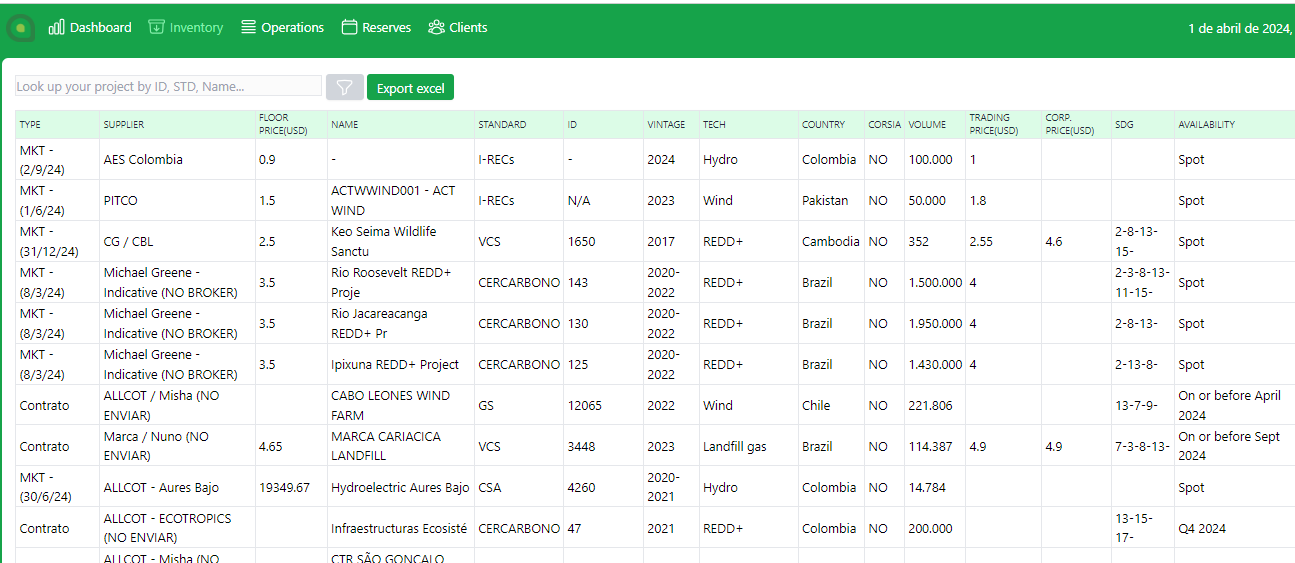 Dashboard Inventory Operations Reserves Clients 1 de abril de 2024,
Look up your project by ID, STD, Name... Export excel
TYPE SUPPLIER FLOOR PRICE(USD) NAME STANDARD ID VINTAGE TECH COUNTRY CORSIA VOLUME TRADING PRICE(USD) CORP. PRICE(USD) SDG AVAILABILITY
MKT - (2/9/24) AES Colombia 0.9 - I-RECs - 2024 Hydro Colombia NO 100.000 1 Spot
MKT - (1/6/24) PITCO 1.5 ACTWWIND001 - ACT WIND I-RECs N/A 2023 Wind Pakistan NO 50.000 1.8 Spot
MKT - (31/12/24) CG / CBL 2.5 Keo Seima Wildlife Sanctu VCS 1650 2017 REDD+ Cambodia NO 352 2.55 4.6 2-8-13-15- Spot
MKT - (8/3/24) Michael Greene - Indicative (NO BROKER) 3.5 Rio Roosevelt REDD+ Proje CERCARBONO 143 2020-2022 REDD+ Brazil NO 1.500.000 4 2-3-8-13-11-15- Spot
MKT - (8/3/24) Michael Greene - Indicative (NO BROKER) 3.5 Rio Jacareacanga REDD+ Pr CERCARBONO 130 2020-2022 REDD+ Brazil NO 1.950.000 4 2-8-13- Spot
MKT - (8/3/24) Michael Greene - Indicative (NO BROKER) 3.5 Ipixuna REDD+ Project CERCARBONO 125 2020-2022 REDD+ Brazil NO 1.430.000 4 2-13-8- Spot
Contrato ALLCOT / Misha (NO ENVIAR) CABO LEONES WIND FARM GS 12065 2022 Wind Chile NO 221.806 13-7-9- On or before April 2024
Contrato Marca / Nuno (NO ENVIAR) 4.65 MARCA CARIACICA LANDFILL VCS 3448 2023 Landfill gas Brazil NO 114.387 4.9 4.9 7-3-8-13- On or before Sept 2024
MKT - (30/6/24) ALLCOT - Aures Bajo 19349.67 Hydroelectric Aures Bajo CSA 4260 2020-2021 Hydro Colombia NO 14.784 Spot
Contrato ALLCOT - ECOTROPICS (NO ENVIAR) Infraestructuras Ecosisté CERCARBONO 47 2021 REDD+ Colombia NO 200.000 13-15-17- Q4 2024
ALLCOT - Misha (NO CTR SÃO GONÇALO